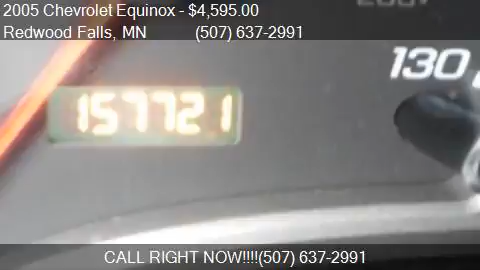 2005 Chevrolet Equinox - $4,595.00
Redwood Falls, MN (507) 637-2991
130
157721
CALL RIGHT NOW!!!!(507) 637-2991